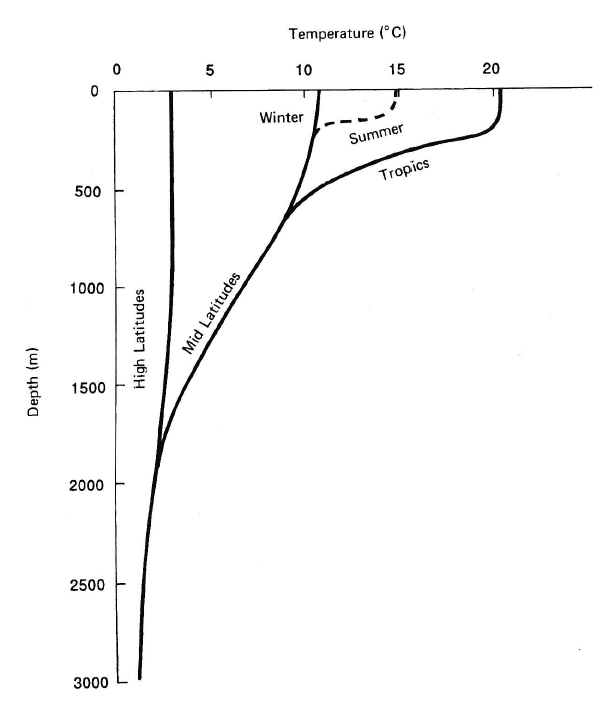 Temperature (°C)
0 5 10 15 20
0
Winter
Summer
Tropics
500
1000
Mid Latitudes
High Latitudes
Depth (m)
1500
2000
2500
3000